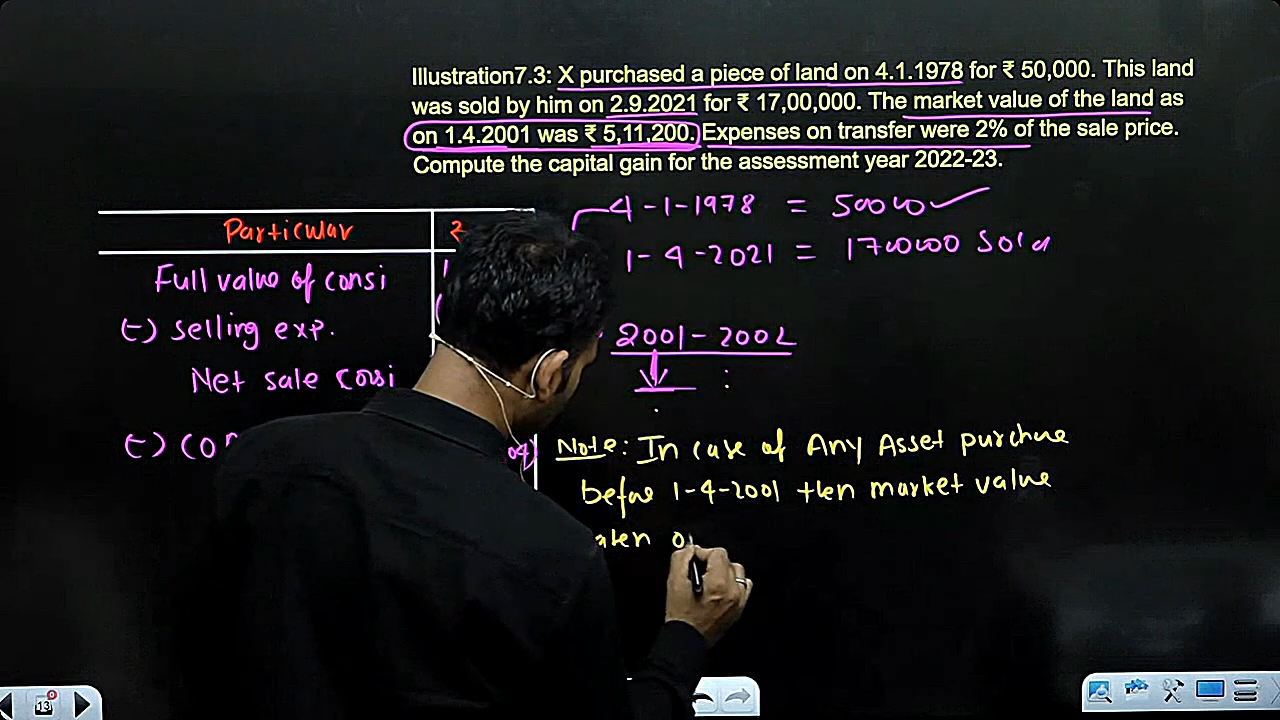 Illustration7.3: X purchased a piece of land on 4.1.1978 for ₹ 50,000. This land
was sold by him on 2.9.2021 for ₹ 17,00,000. The market value of the land as
on 1.4.2001 was ₹ 5,11,200. Expenses on transfer were 2% of the sale price.
Compute the capital gain for the assessment year 2022-23.
4-1-1978 = 50000
1-4-2021 = 1700000 Sold
Particular
Full value of consi
(-) Selling exp.
Net sale consi
(-)
2001-2002
Note: In case of Any Asset purchase
before 1-4-2001 then market value
13
0